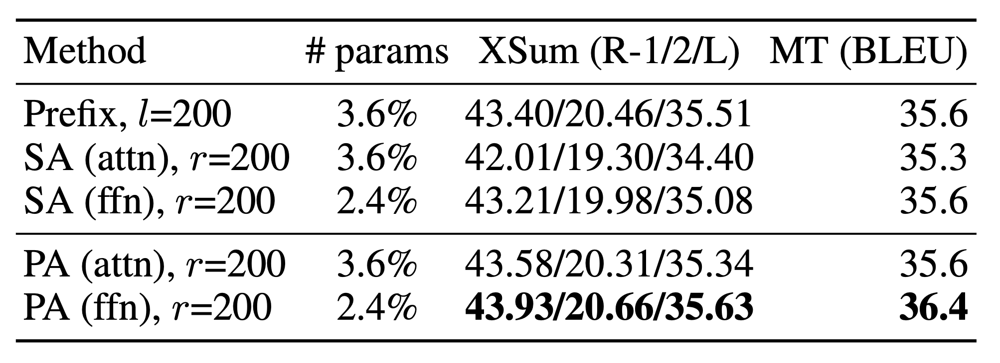 Method # params XSum (R-1/2/L) MT (BLEU)
Prefix, l=200 3.6% 43.40/20.46/35.51 35.6
SA (attn), r=200 3.6% 42.01/19.30/34.40 35.3
SA (ffn), r=200 2.4% 43.21/19.98/35.08 35.6
PA (attn), r=200 3.6% 43.58/20.31/35.34 35.6
PA (ffn), r=200 2.4% 43.93/20.66/35.63 36.4